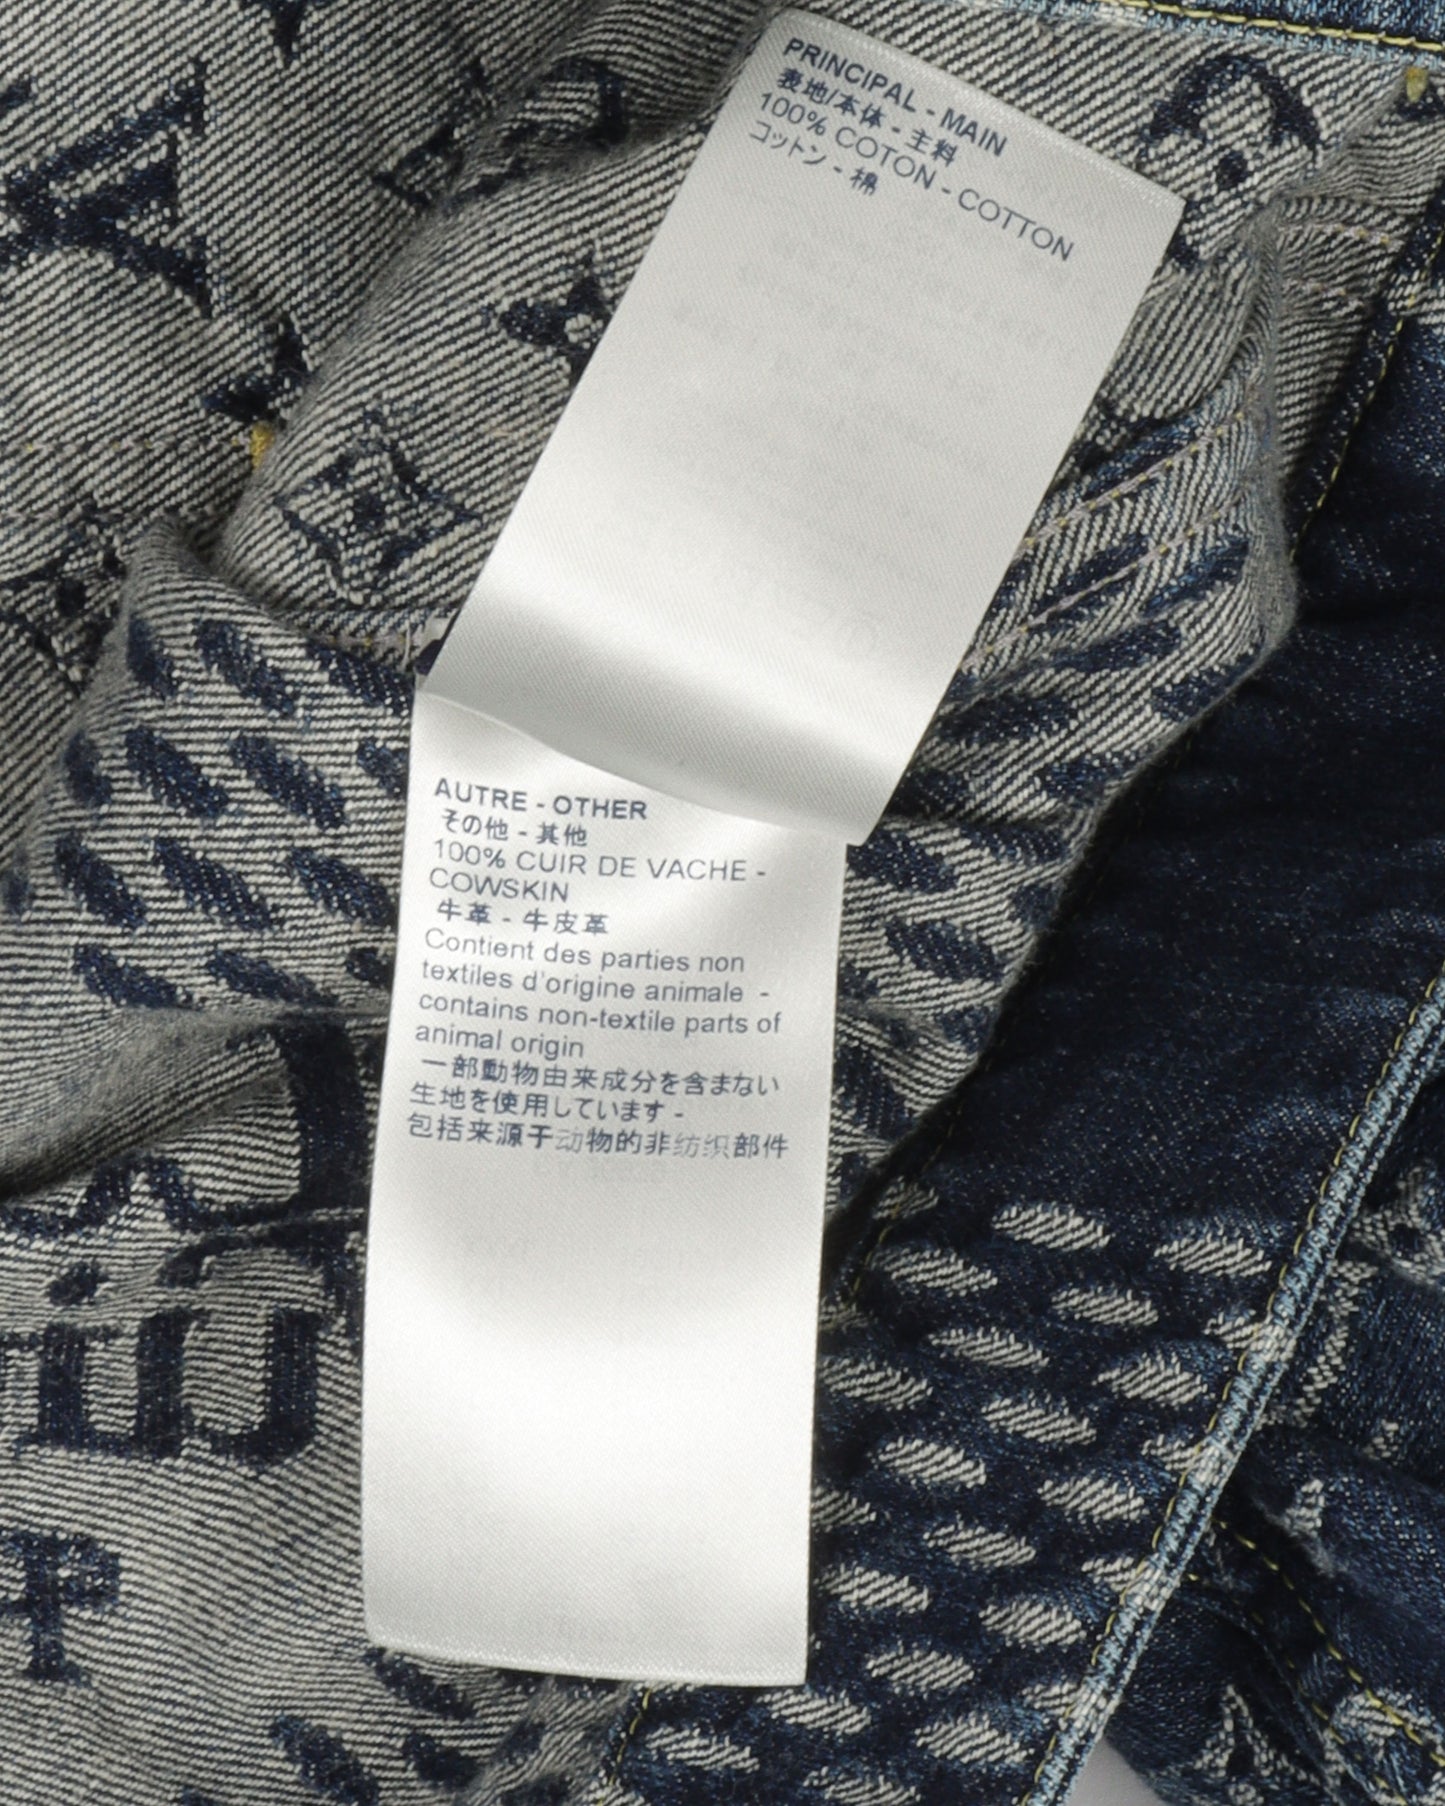 PRINCIPAL - MAIN
表地/本体 - 主料
100% COTON - COTTON
コットン - 棉
AUTRE - OTHER
その他 - 其他
100% CUIR DE VACHE -
COWSKIN
牛革 - 牛皮革
Contient des parties non
textiles d'origine animale -
contains non-textile parts of
animal origin
一部動物由来成分を含まない
生地を使用しています -
包括来源于动物的非纺织部件